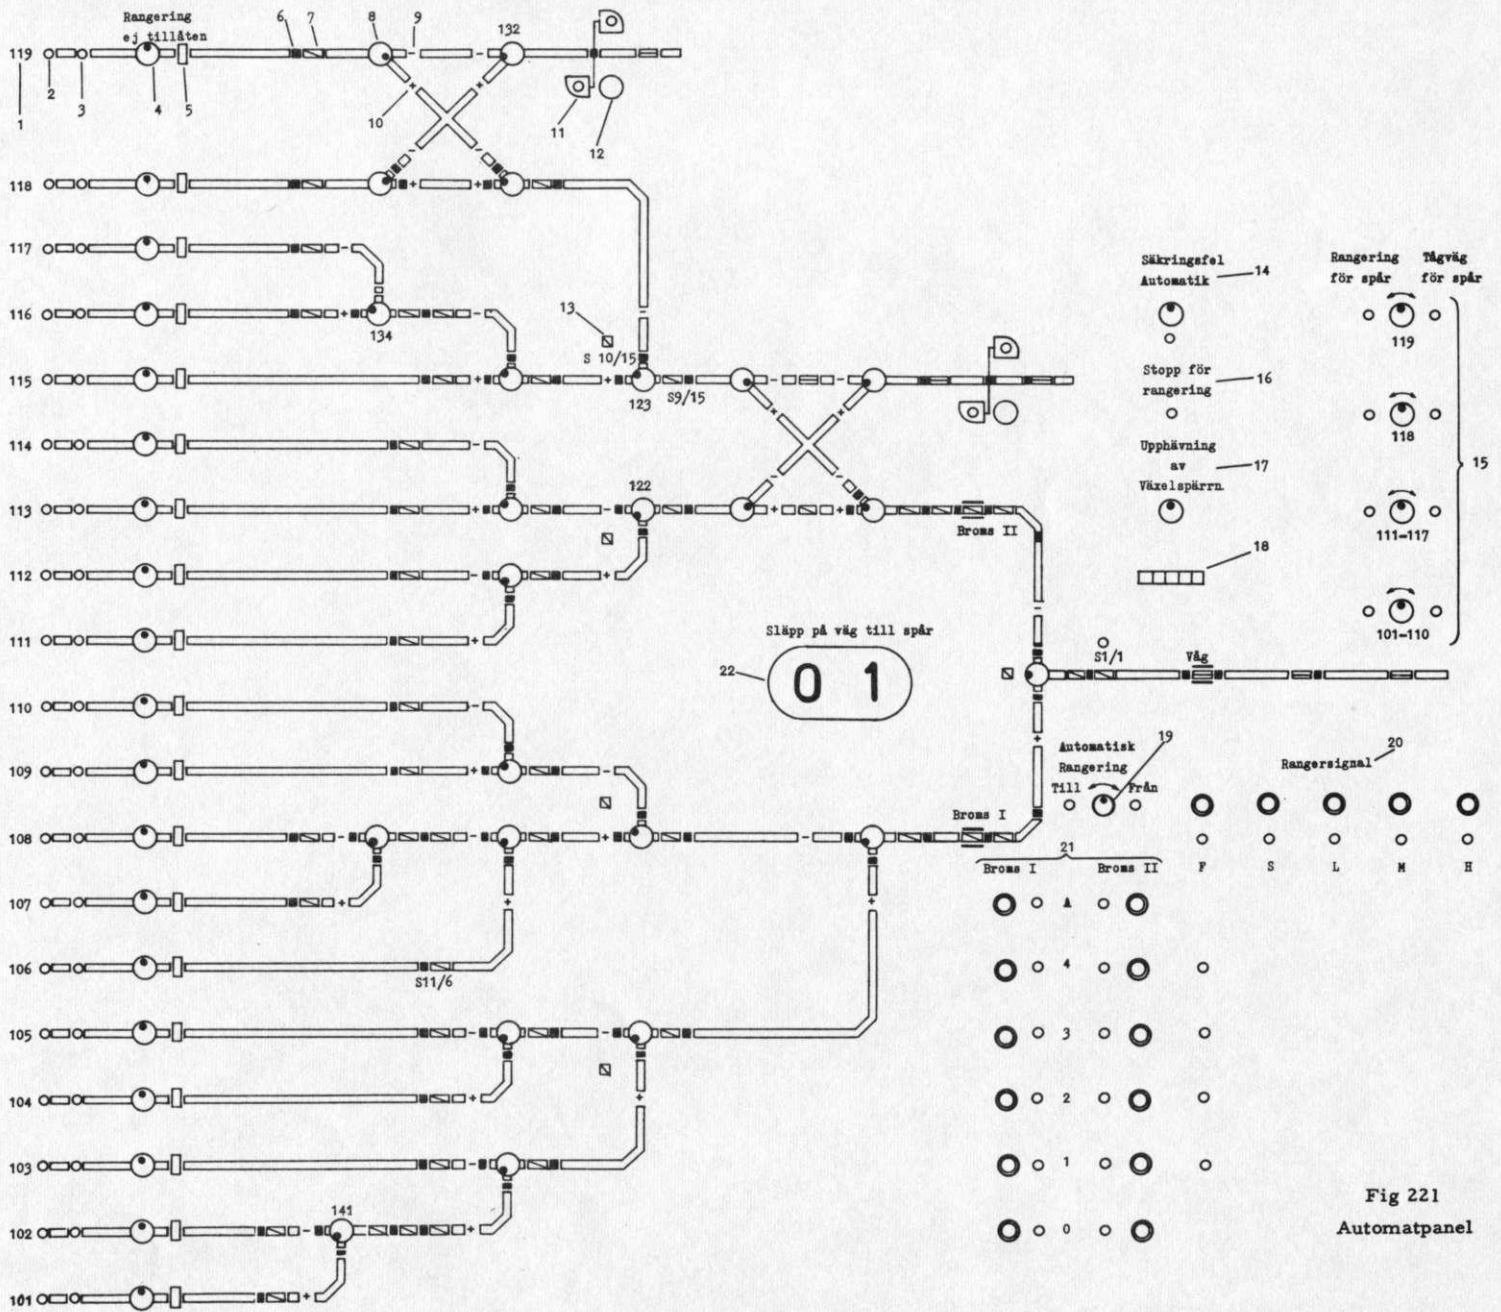 Rangering
ej tillåten
6 7 8 9 132
119
2 3 4 5
1 10 11 12
118
117
116 134
13
S 10/15
115 123 S9/15
114
122
113
Broms II
112
111
Säkringsfel
Automatik 14
Stopp för
rangering 16
Upphävning
av 17
Växelspärrn.
18
Rangering för spår
Tågväg för spår
119
118
15
111-117
101-110
Släpp på väg till spår
22 0 1
S1/1
Våg
110
109
108
107
106
S11/6
105
104
103
141
102
101
Automatisk 19
Rangering
Till Från
Rangersignal 20
Broms I
21
Broms I Broms II
F S L M H
A
4
3
2
1
0
Fig 221
Automatpanel